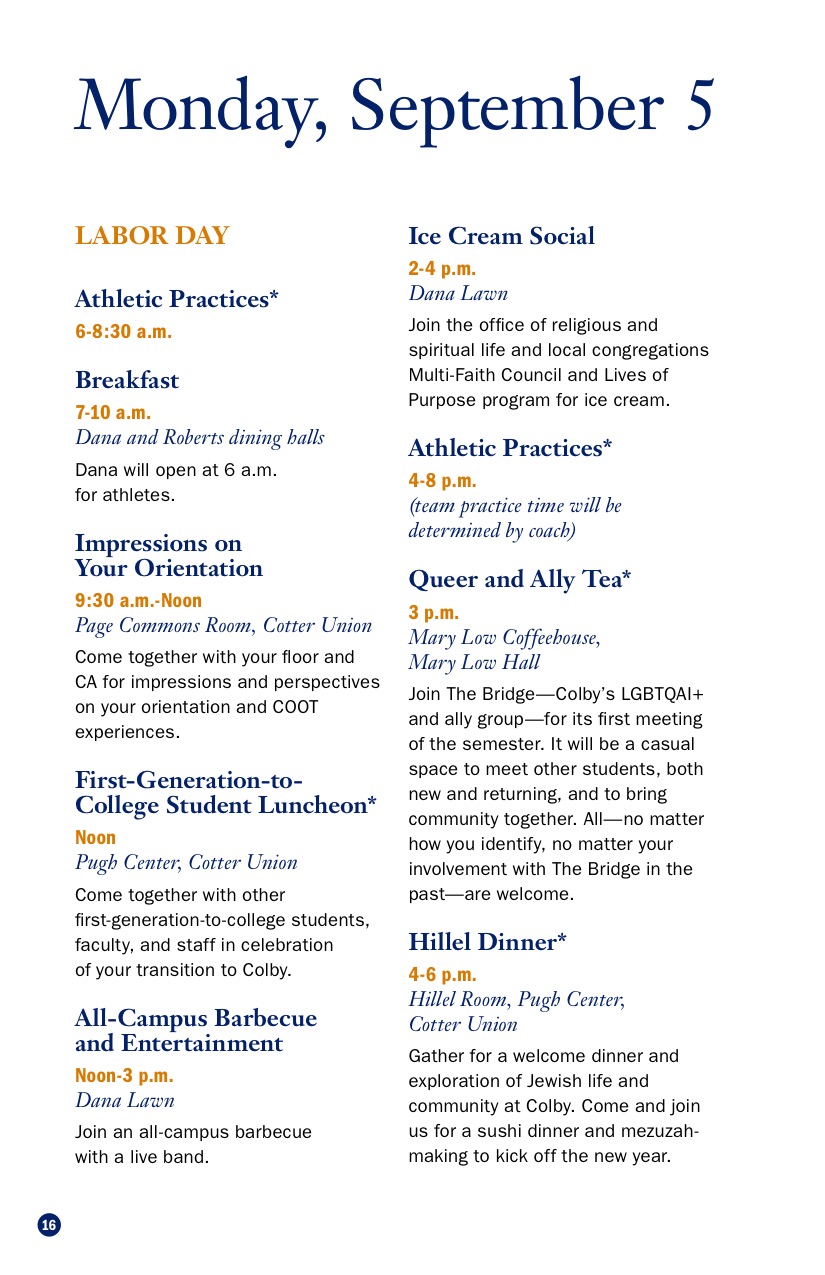 Monday, September 5
LABOR DAY
Athletic Practices*
6-8:30 a.m.
Breakfast
7-10 a.m.
Dana and Roberts dining halls
Dana will open at 6 a.m.
for athletes.
Impressions on
Your Orientation
9:30 a.m.-Noon
Page Commons Room, Cotter Union
Come together with your floor and
CA for impressions and perspectives
on your orientation and COOT
experiences.
First-Generation-to-
College Student Luncheon*
Noon
Pugh Center, Cotter Union
Come together with other
first-generation-to-college students,
faculty, and staff in celebration
of your transition to Colby.
All-Campus Barbecue
and Entertainment
Noon-3 p.m.
Dana Lawn
Join an all-campus barbecue
with a live band.
Ice Cream Social
2-4 p.m.
Dana Lawn
Join the office of religious and
spiritual life and local congregations
Multi-Faith Council and Lives of
Purpose program for ice cream.
Athletic Practices*
4-8 p.m.
(team practice time will be
determined by coach)
Queer and Ally Tea*
3 p.m.
Mary Low Coffeehouse,
Mary Low Hall
Join The Bridge—Colby’s LGBTQAI+
and ally group—for its first meeting
of the semester. It will be a casual
space to meet other students, both
new and returning, and to bring
community together. All—no matter
how you identify, no matter your
involvement with The Bridge in the
past—are welcome.
Hillel Dinner*
4-6 p.m.
Hillel Room, Pugh Center,
Cotter Union
Gather for a welcome dinner and
exploration of Jewish life and
community at Colby. Come and join
us for a sushi dinner and mezuzah-
making to kick off the new year.
16